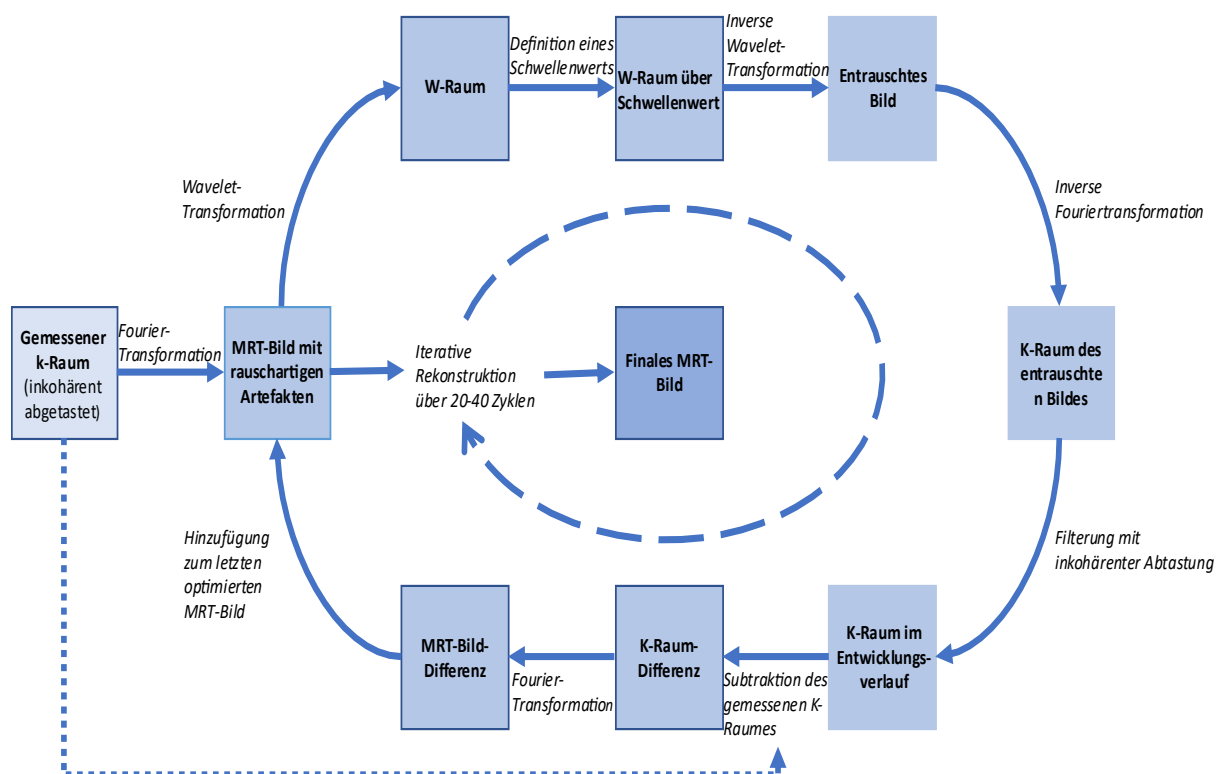 W-Raum
Definition eines
Schwellenwerts
W-Raum über
Schwellenwert
Inverse
Wavelet-
Transformation
Entrauschtes
Bild
Wavelet-
Transformation
Inverse
Fouriertransformation
Gemessener
k-Raum
(inkohärent
abgetastet)
Fourier-
Transformation
MRT-Bild mit
rauschartigen
Artefakten
Iterative
Rekonstruktion
über 20-40 Zyklen
Finales MRT-
Bild
K-Raum des
entrauschte
n Bildes
Hinzufügung
zum letzten
optimierten
MRT-Bild
Filterung mit
inkohärenter Abtastung
MRT-Bild-
Differenz
Fourier-
Transformation
K-Raum-
Differenz
Subtraktion des
gemessenen K-
Raumes
K-Raum im
Entwicklungs-
verlauf